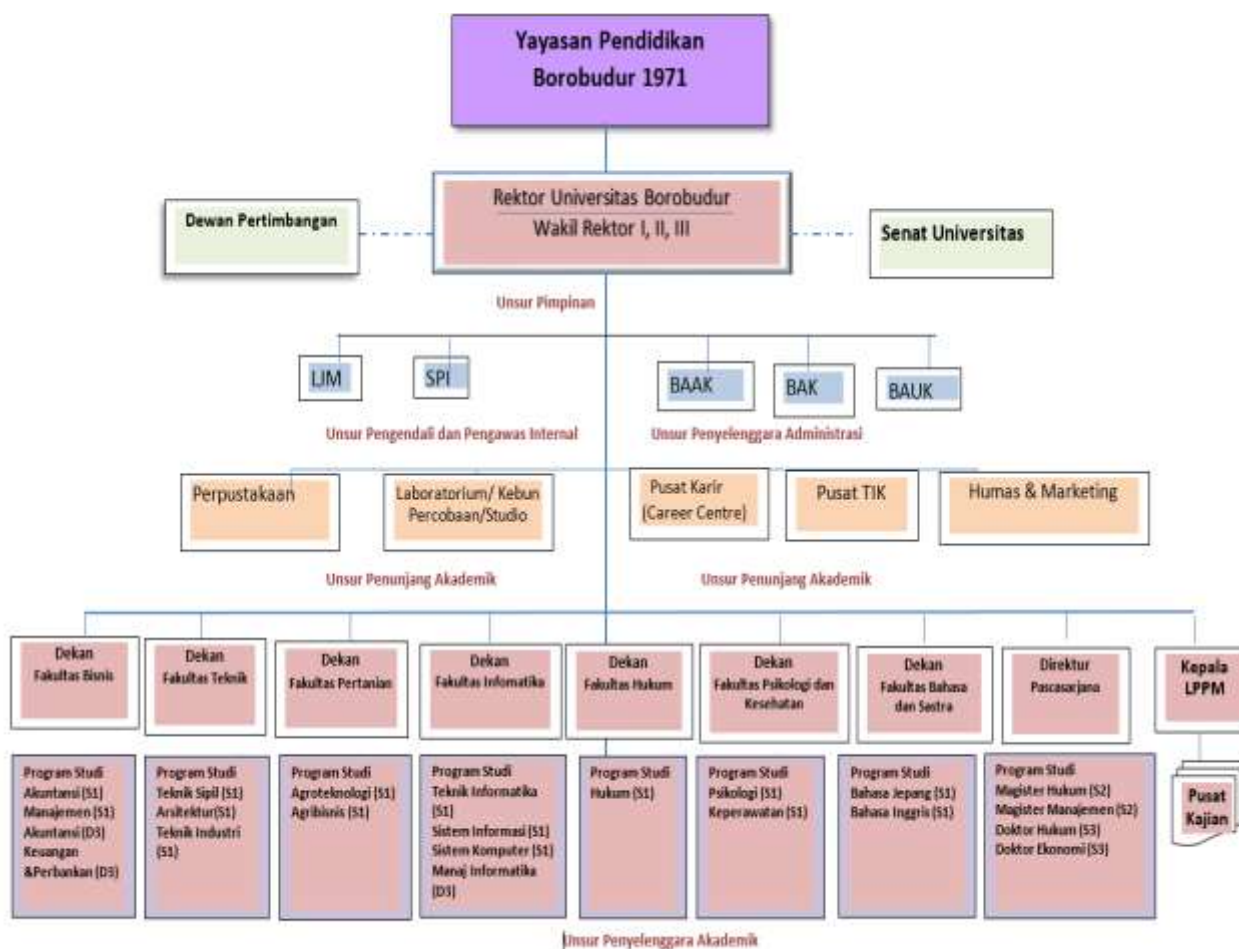 Yayasan Pendidikan
Borobudur 1971
Rektor Universitas Borobudur
Wakil Rektor I, II, III
Dewan Pertimbangan
Senat Universitas
Unsur Pimpinan
LJM
SPI
BAAK
BAK
BAUK
Unsur Pengendali dan Pengawas Internal
Unsur Penyelenggara Administrasi
Perpustakaan
Laboratorium/ Kebun
Percobaan/Studio
Pusat Karir
(Career Centre)
Pusat TIK
Humas & Marketing
Unsur Penunjang Akademik
Unsur Penunjang Akademik
Dekan
Fakultas Bisnis
Dekan
Fakultas Teknik
Dekan
Fakultas Pertanian
Dekan
Fakultas Infomatika
Dekan
Fakultas Hukum
Dekan
Fakultas Psikologi dan
Kesehatan
Dekan
Fakultas Bahasa
dan Sastra
Direktur
Pascasarjana
Kepala
LPPM
Program Studi
Akuntansi (S1)
Manajemen (S1)
Akuntansi (D3)
Keuangan
&Perbankan (D3)
Program Studi
Teknik Sipil (S1)
Arsitektur(S1)
Teknik Industri
(S1)
Program Studi
Agroteknologi (S1)
Agribisnis (S1)
Program Studi
Teknik Informatika
(S1)
Sistem Informasi (S1)
Sistem Komputer (S1)
Manaj Informatika
(D3)
Program Studi
Hukum (S1)
Program Studi
Psikologi (S1)
Keperawatan (S1)
Program Studi
Bahasa Jepang (S1)
Bahasa Inggris (S1)
Program Studi
Magister Hukum (S2)
Magister Manajemen (S2)
Doktor Hukum (S3)
Doktor Ekonomi (S3)
Pusat
Kajian
Unsur Penyelenggara Akademik